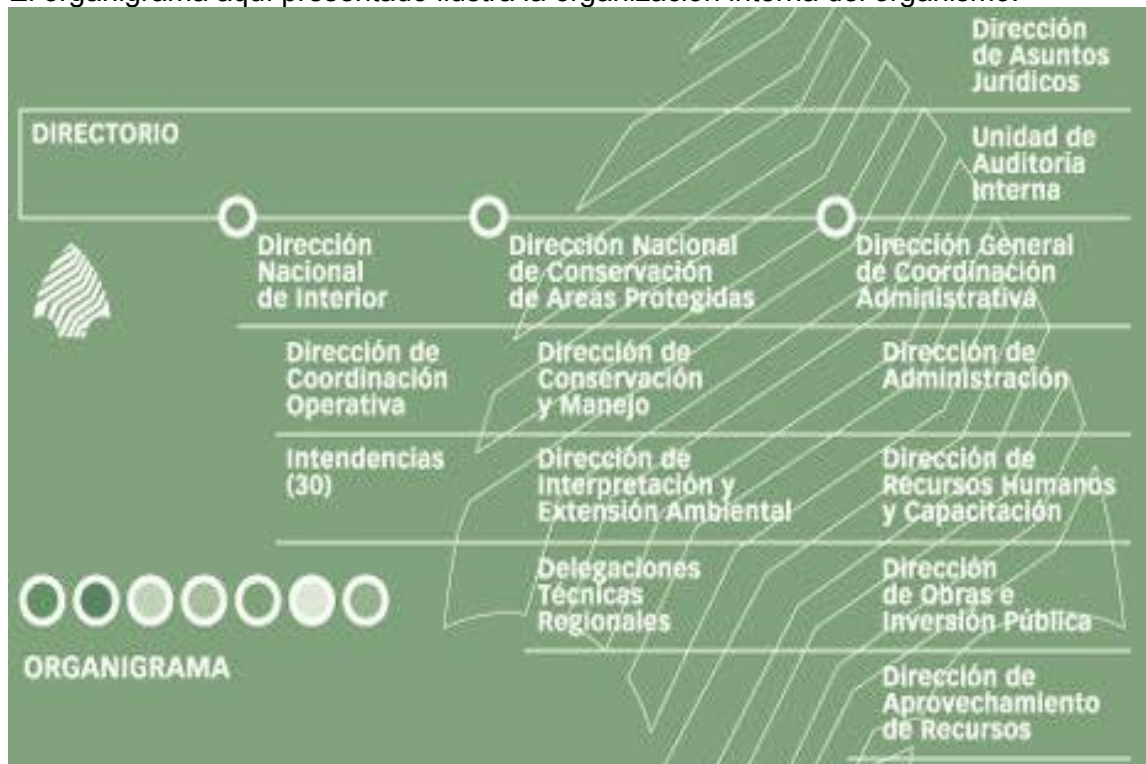 El organigrama aquí presentado ilustra la organización interna del organismo.
Dirección
de Asuntos
Jurídicos
DIRECTORIO
Unidad de
Auditoría
Interna
Dirección
Nacional
de Interior
Dirección Nacional
de Conservación
de Areas Protegidas
Dirección General
de Coordinación
Administrativa
Dirección de
Coordinación
Operativa
Dirección de
Conservación
y Manejo
Dirección de
Administración
Intendencias
(30)
Dirección de
Interpretación y
Extensión Ambiental
Dirección de
Recursos Humanos
y Capacitación
Delegaciones
Técnicas
Regionales
Dirección
de Obras e
Inversión Pública
ORGANIGRAMA
Dirección de
Aprovechamiento
de Recursos